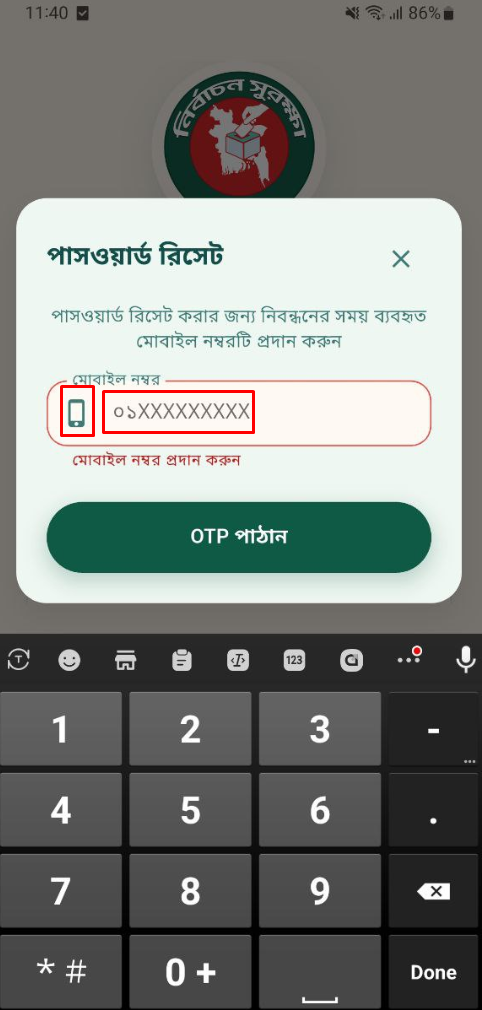 11:40 86%
নির্বাচন সুরক্ষা
পাসওয়ার্ড রিসেট
পাসওয়ার্ড রিসেট করার জন্য নিবন্ধনের সময় ব্যবহৃত
মোবাইল নম্বরটি প্রদান করুন
মোবাইল নম্বর
০১XXXXXXXXX
মোবাইল নম্বর প্রদান করুন
OTP পাঠান
T 123
1 2 3 -
4 5 6 .
7 8 9
* # 0 + Done